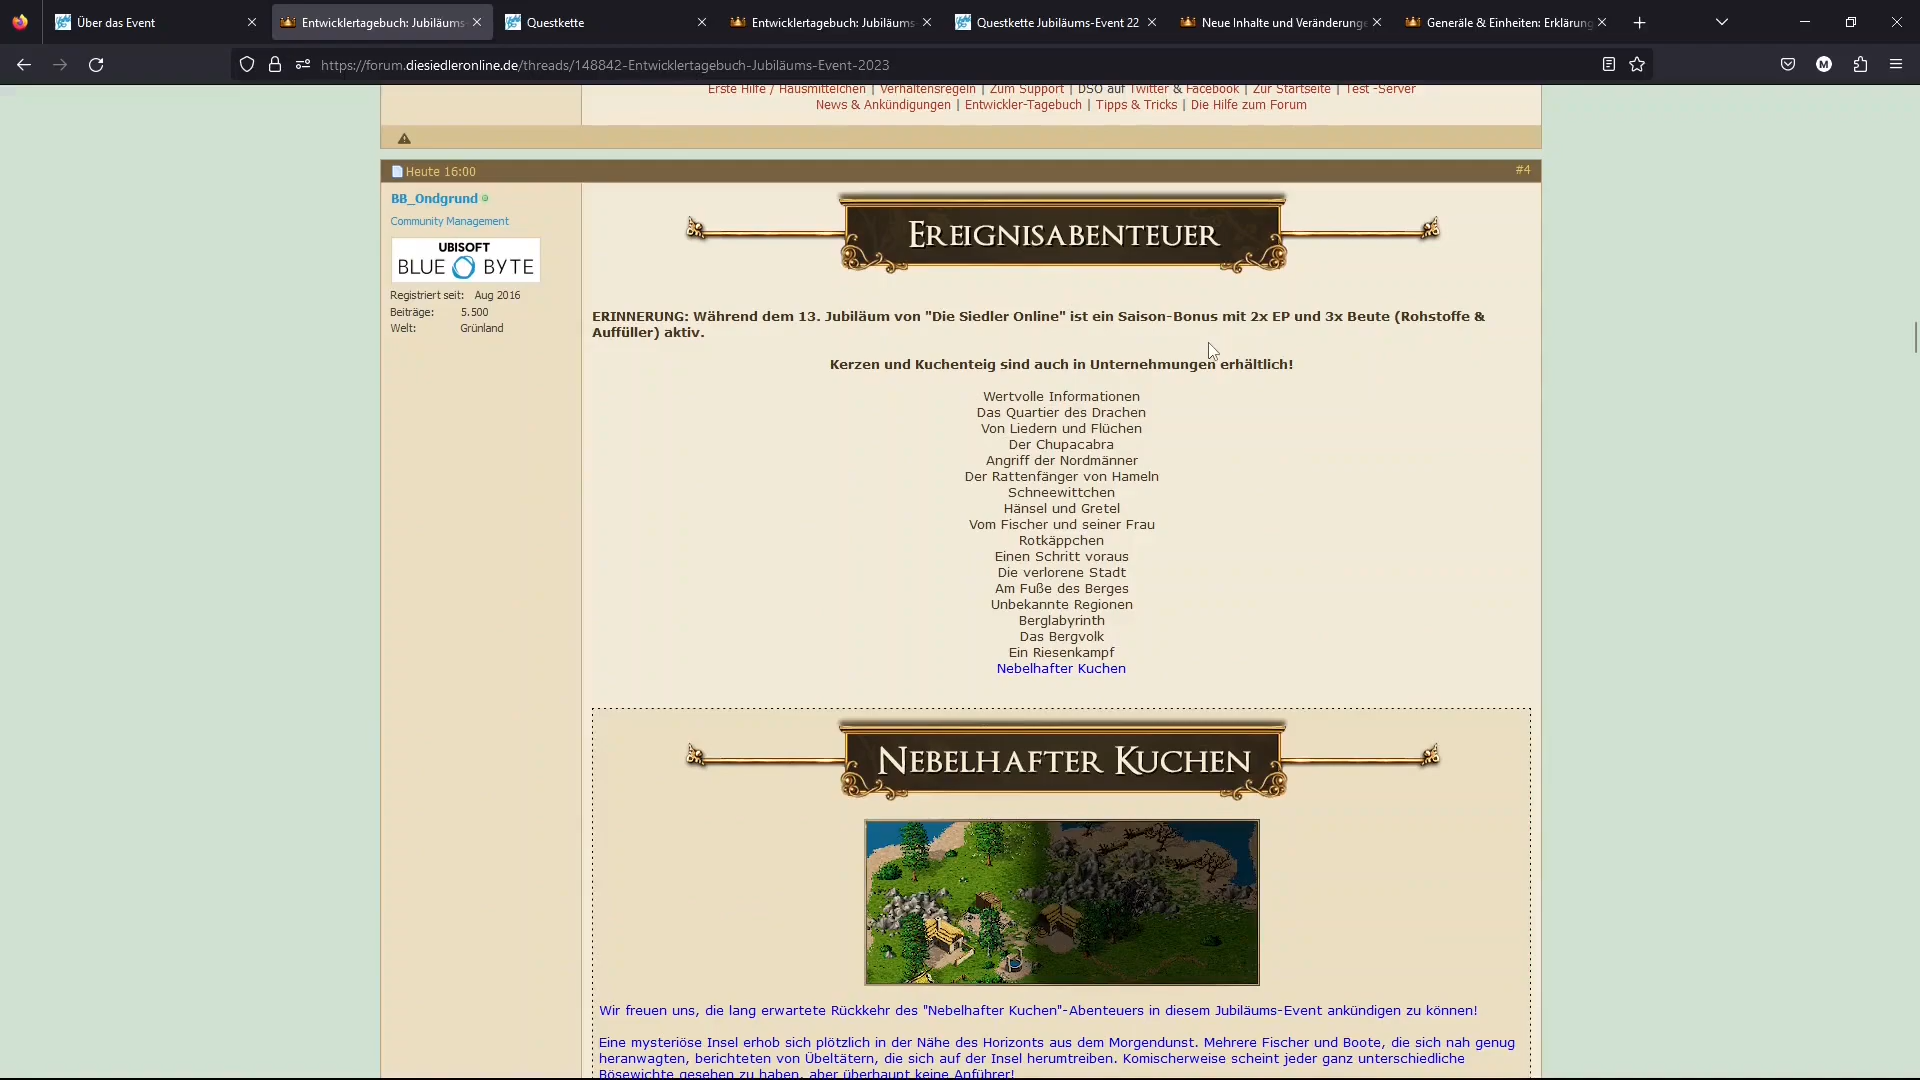 Über das Event
Entwicklertagebuch: Jubiläums-
Questkette
Entwicklertagebuch: Jubiläums-
Questkette Jubiläums-Event 22
Neue Inhalte und Veränderunge
Generäle & Einheiten: Erklärung
https://forum.diesiedleronline.de/threads/148842-Entwicklertagebuch-Jubiläums-Event-2023
M
Erste Hilfe / Hausmittelchen | Verhaltensregeln | Zum Support | DSO auf Twitter & Facebook | Zur Startseite | Test -Server
News & Ankündigungen | Entwickler-Tagebuch | Tipps & Tricks | Die Hilfe zum Forum
Heute 16:00
#4
BB_Ondgrund
Community Management
UBISOFT
BLUE BYTE
Registriert seit: Aug 2016
Beiträge: 5.500
Welt: Grünland
Ereignisabenteuer
ERINNERUNG: Während dem 13. Jubiläum von "Die Siedler Online" ist ein Saison-Bonus mit 2x EP und 3x Beute (Rohstoffe &
Auffüller) aktiv.
Kerzen und Kuchenteig sind auch in Unternehmungen erhältlich!
Wertvolle Informationen
Das Quartier des Drachen
Von Liedern und Flüchen
Der Chupacabra
Angriff der Nordmänner
Der Rattenfänger von Hameln
Schneewittchen
Hänsel und Gretel
Vom Fischer und seiner Frau
Rotkäppchen
Einen Schritt voraus
Die verlorene Stadt
Am Fuße des Berges
Unbekannte Regionen
Berglabyrinth
Das Bergvolk
Ein Riesenkampf
Nebelhafter Kuchen
Nebelhafter Kuchen
Wir freuen uns, die lang erwartete Rückkehr des "Nebelhafter Kuchen"-Abenteuers in diesem Jubiläums-Event ankündigen zu können!
Eine mysteriöse Insel erhob sich plötzlich in der Nähe des Horizonts aus dem Morgendunst. Mehrere Fischer und Boote, die sich nah genug
heranwagten, berichteten von Übeltätern, die sich auf der Insel herumtreiben. Komischerweise scheint jeder ganz unterschiedliche
Bösewichte gesehen zu haben, aber überhaupt keine Anführer!